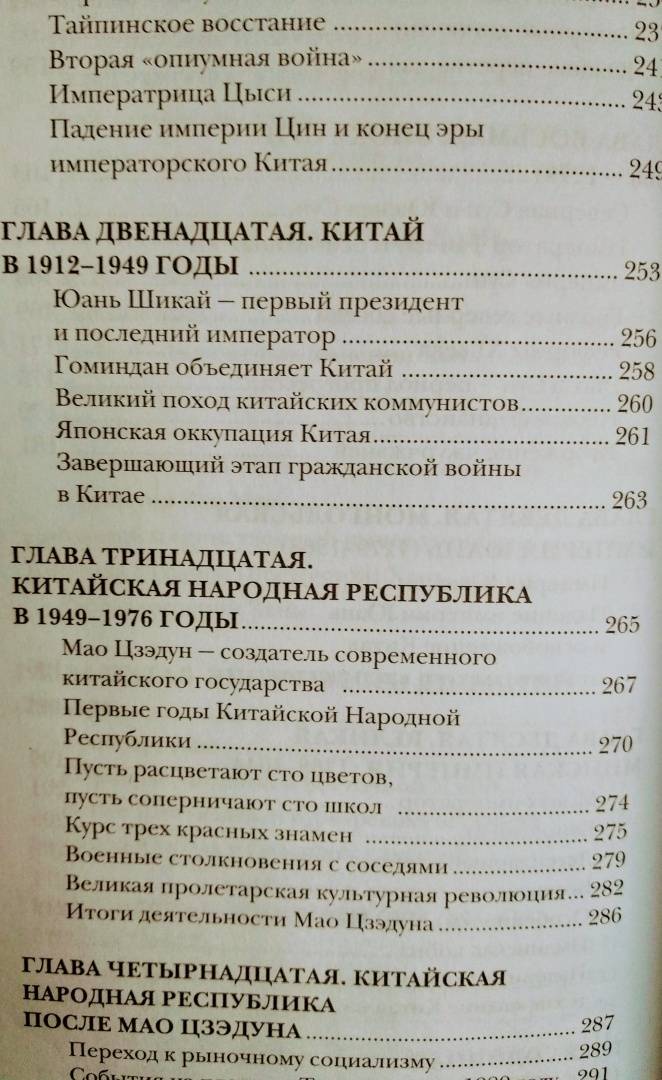 Тайпинское восстание
Вторая «опиумная война»
Императрица Цыси
Падение империи Цин и конец эры
императорского Китая 249
ГЛАВА ДВЕНАДЦАТАЯ. КИТАЙ
В 1912–1949 ГОДЫ 253
Юань Шикай – первый президент
и последний император 256
Гоминдан объединяет Китай 258
Великий поход китайских коммунистов 260
Японская оккупация Китая 261
Завершающий этап гражданской войны
в Китае 263
ГЛАВА ТРИНАДЦАТАЯ.
КИТАЙСКАЯ НАРОДНАЯ РЕСПУБЛИКА
В 1949–1976 ГОДЫ 265
Мао Цзэдун – создатель современного
китайского государства 267
Первые годы Китайской Народной
Республики 270
Пусть расцветают сто цветов,
пусть соперничают сто школ 274
Курс трех красных знамен 275
Военные столкновения с соседями 279
Великая пролетарская культурная революция... 282
Итоги деятельности Мао Цзэдуна 286
ГЛАВА ЧЕТЫРНАДЦАТАЯ. КИТАЙСКАЯ
НАРОДНАЯ РЕСПУБЛИКА
ПОСЛЕ МАО ЦЗЭДУНА 287
Переход к рыночному социализму 289
События на 291